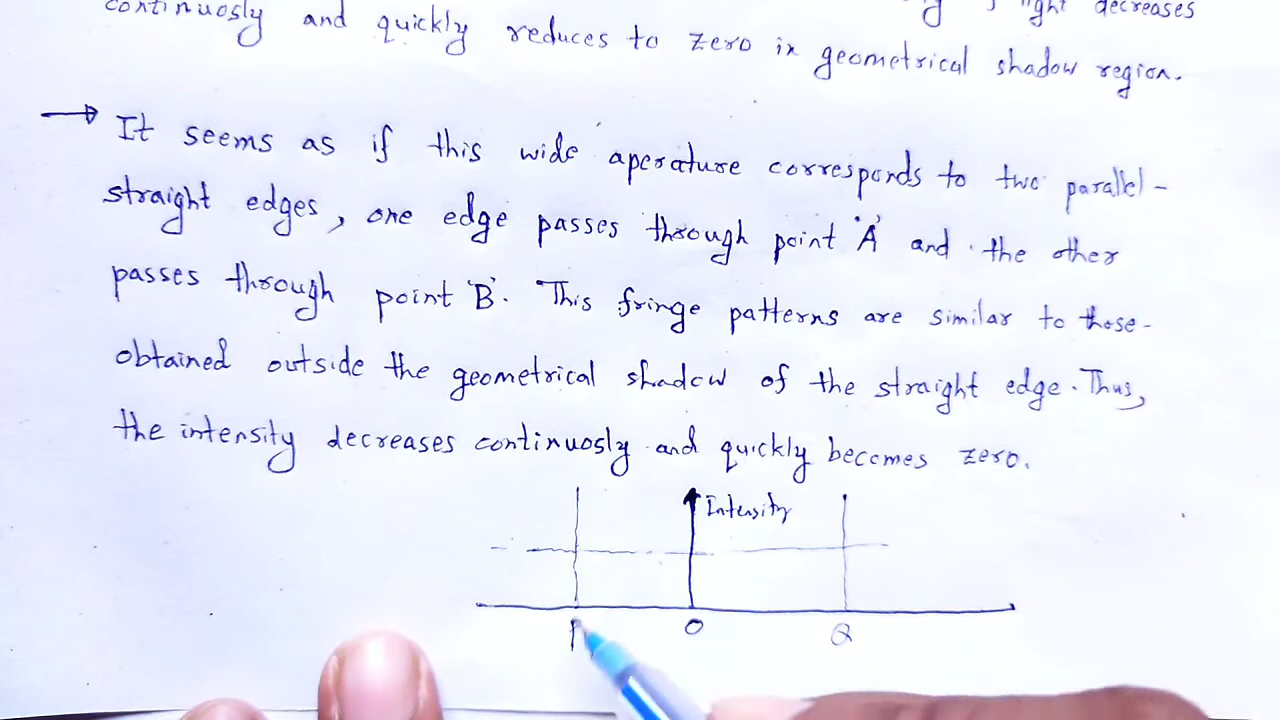 continuosly and quickly reduces to zero in geometrical shadow region.
light decreases
→ It seems as if this wide aperature corresponds to two parallel-
straight edges, one edge passes through point 'A' and the other
passes through point 'B'. This fringe patterns are similar to those-
obtained outside the geometrical shadow of the straight edge. Thus,
the intensity decreases continuosly and quickly becomes zero.
Intensity
O Q